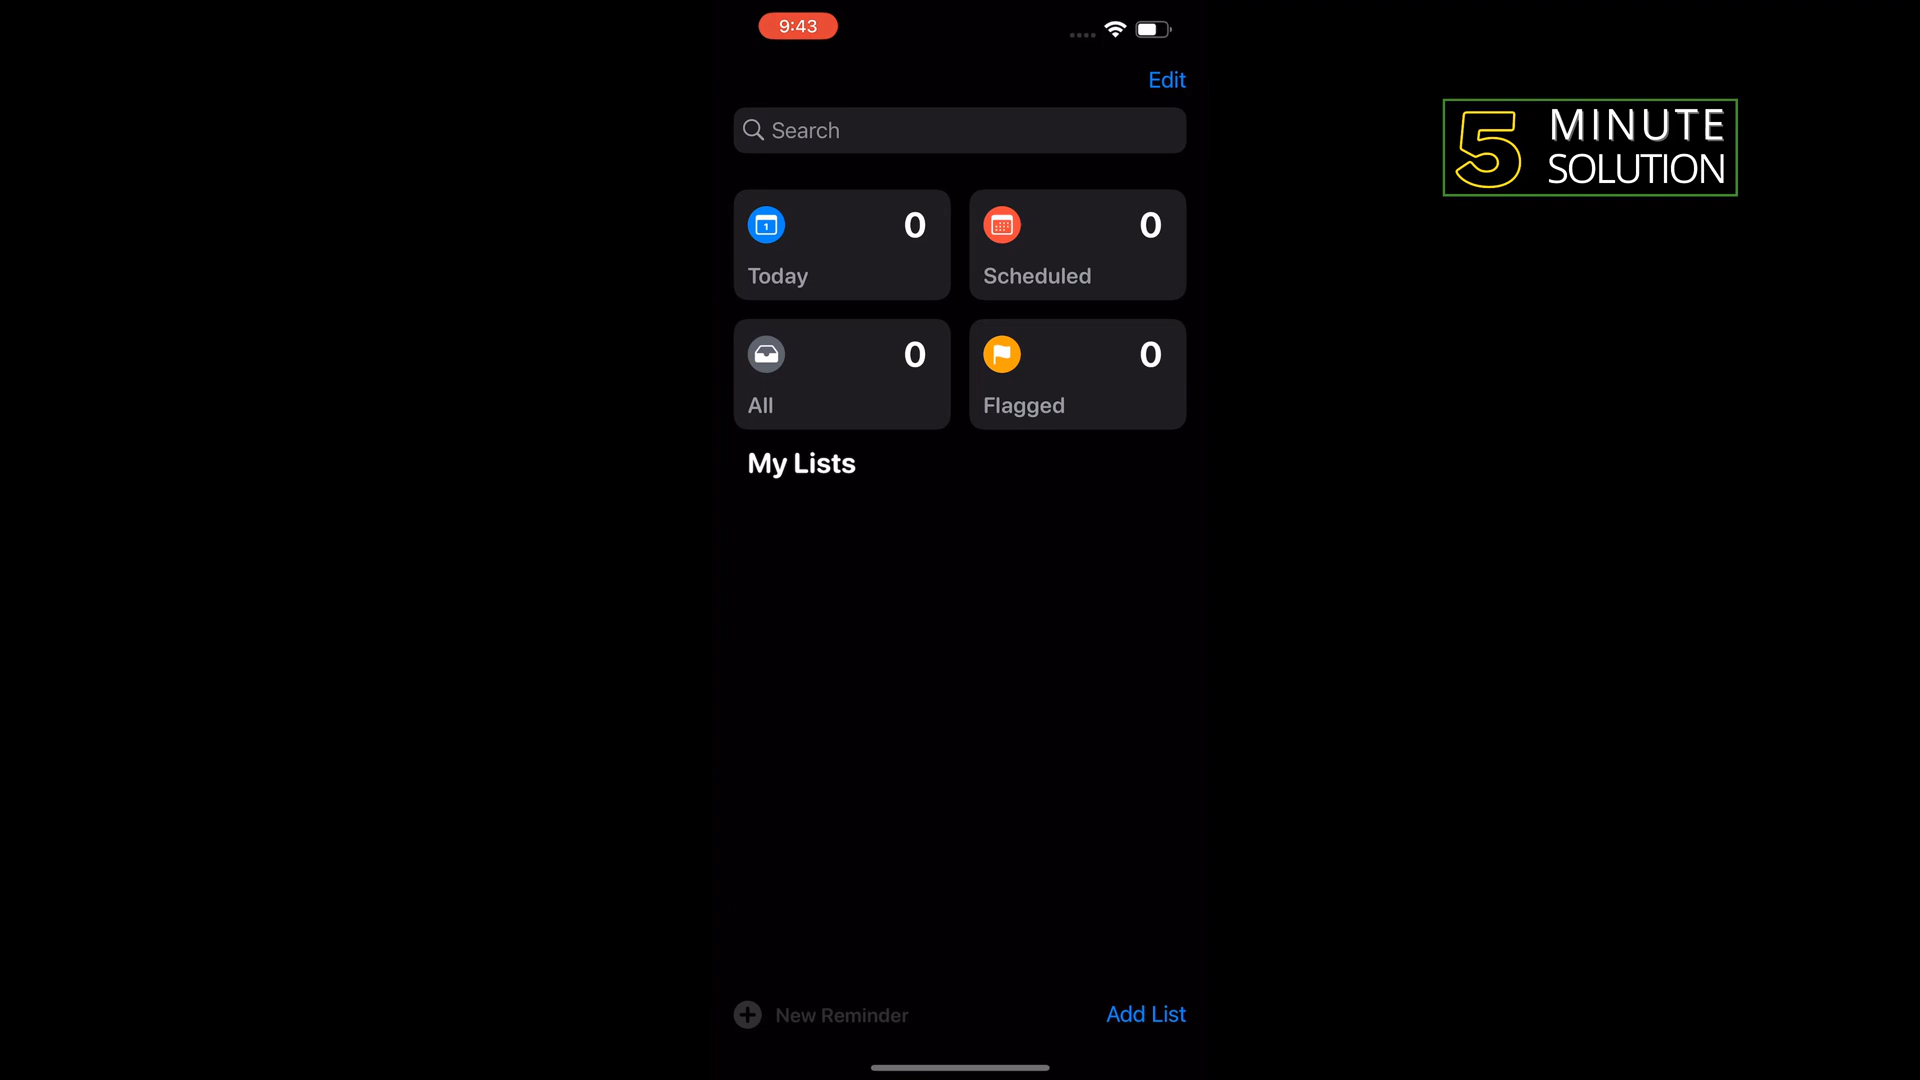 9:43
Edit
Search
5 MINUTE
SOLUTION
1 0
0
Today
Scheduled
0
0
All
Flagged
My Lists
New Reminder
Add List